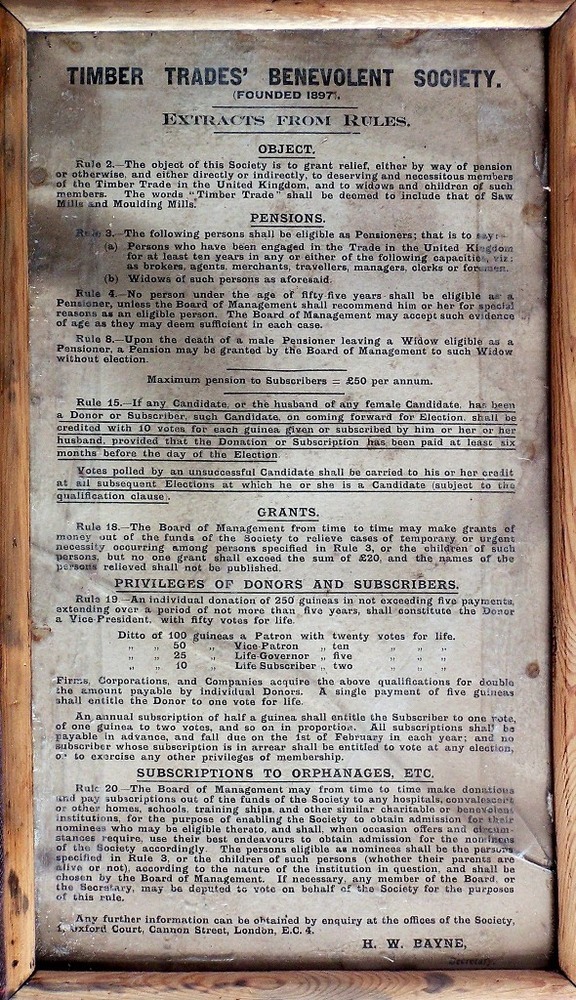 TIMBER TRADES' BENEVOLENT SOCIETY.
(FOUNDED 1897).
EXTRACTS FROM RULES.
OBJECT.
Rule 2.—The object of this Society is to grant relief, either by way of pension
or otherwise, and either directly or indirectly, to deserving and necessitous members
of the Timber Trade in the United Kingdom, and to widows and children of such
members. The words "Timber Trade" shall be deemed to include that of Saw
Mills and Moulding Mills.
PENSIONS.
Rule 3.—The following persons shall be eligible as Pensioners; that is to say:-
(a) Persons who have been engaged in the Trade in the United Kingdom
for at least ten years in any or either of the following capacities, viz:
as brokers, agents, merchants, travellers, managers, clerks or foremen.
(b) Widows of such persons as aforesaid.
Rule 4.—No person under the age of fifty-five years shall be eligible as a
Pensioner, unless the Board of Management shall recommend him or her for special
reasons as an eligible person. The Board of Management may accept such evidence
of age as they may deem sufficient in each case.
Rule 8.—Upon the death of a male Pensioner leaving a Widow eligible as a
Pensioner, a Pension may be granted by the Board of Management to such Widow
without election.
Maximum pension to Subscribers = £50 per annum.
Rule 15.—If any Candidate, or the husband of any female Candidate, has been
a Donor or Subscriber, such Candidate, on coming forward for Election, shall be
credited with 10 votes for each guinea given or subscribed by him or her or her
husband, provided that the Donation or Subscription has been paid at least six
months before the day of the Election.
Votes polled by an unsuccessful Candidate shall be carried to his or her credit
at all subsequent Elections at which he or she is a Candidate (subject to the
qualification clause).
GRANTS.
Rule 18.—The Board of Management from time to time may make grants of
money out of the funds of the Society to relieve cases of temporary or urgent
necessity occurring among persons specified in Rule 3, or the children of such
persons, but no one grant shall exceed the sum of £20, and the names of the
persons relieved shall not be published.
PRIVILEGES OF DONORS AND SUBSCRIBERS.
Rule 19.—An individual donation of 250 guineas in not exceeding five payments,
extending over a period of not more than five years, shall constitute the Donor
a Vice-President, with fifty votes for life.
Ditto of 100 guineas a Patron with twenty votes for life.
„ „ 50 „ Vice-Patron „ ten „ „ „
„ „ 25 „ Life-Governor „ five „ „ „
„ „ 10 „ Life Subscriber „ two „ „ „
Firms, Corporations, and Companies acquire the above qualifications for double
the amount payable by individual Donors. A single payment of five guineas
shall entitle the Donor to one vote for life.
An annual subscription of half a guinea shall entitle the Subscriber to one vote,
of one guinea to two votes, and so on in proportion. All subscriptions shall be
payable in advance, and fall due on the 1st of February in each year; and no
subscriber whose subscription is in arrear shall be entitled to vote at any election,
or to exercise any other privileges of membership.
SUBSCRIPTIONS TO ORPHANAGES, ETC.
Rule 20.—The Board of Management may from time to time make donations
and pay subscriptions out of the funds of the Society to any hospitals, convalescent
or other homes, schools, training ships, and other similar charitable or benevolent
institutions, for the purpose of enabling the Society to obtain admission for their
nominees who may be eligible thereto, and shall, when occasion offers and circum-
stances require, use their best endeavours to obtain admission for the nominees
of the Society accordingly. The persons eligible as nominees shall be the persons
specified in Rule 3, or the children of such persons (whether their parents are
alive or not), according to the nature of the institution in question, and shall be
chosen by the Board of Management. If necessary, any member of the Board, or
the Secretary, may be deputed to vote on behalf of the Society for the purposes
of this rule.
Any further information can be obtained by enquiry at the offices of the Society,
1, Oxford Court, Cannon Street, London, E.C. 4.
H. W. BAYNE,
Secretary.